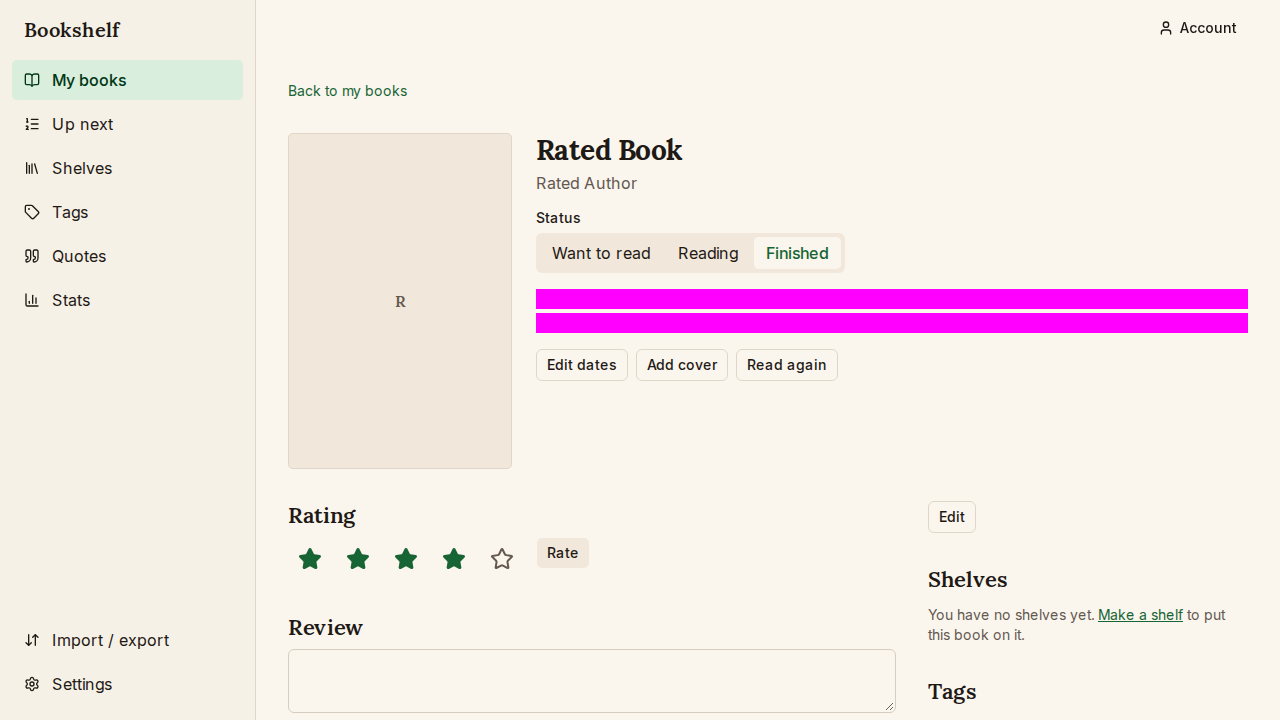 Bookshelf
My books
Up next
Shelves
Tags
Quotes
Stats
Import / export
Settings
Account
Back to my books
R
Rated Book
Rated Author
Status
Want to read Reading Finished
Edit dates Add cover Read again
Rating
Rate
Review
Edit
Shelves
You have no shelves yet. Make a shelf to put
this book on it.
Tags